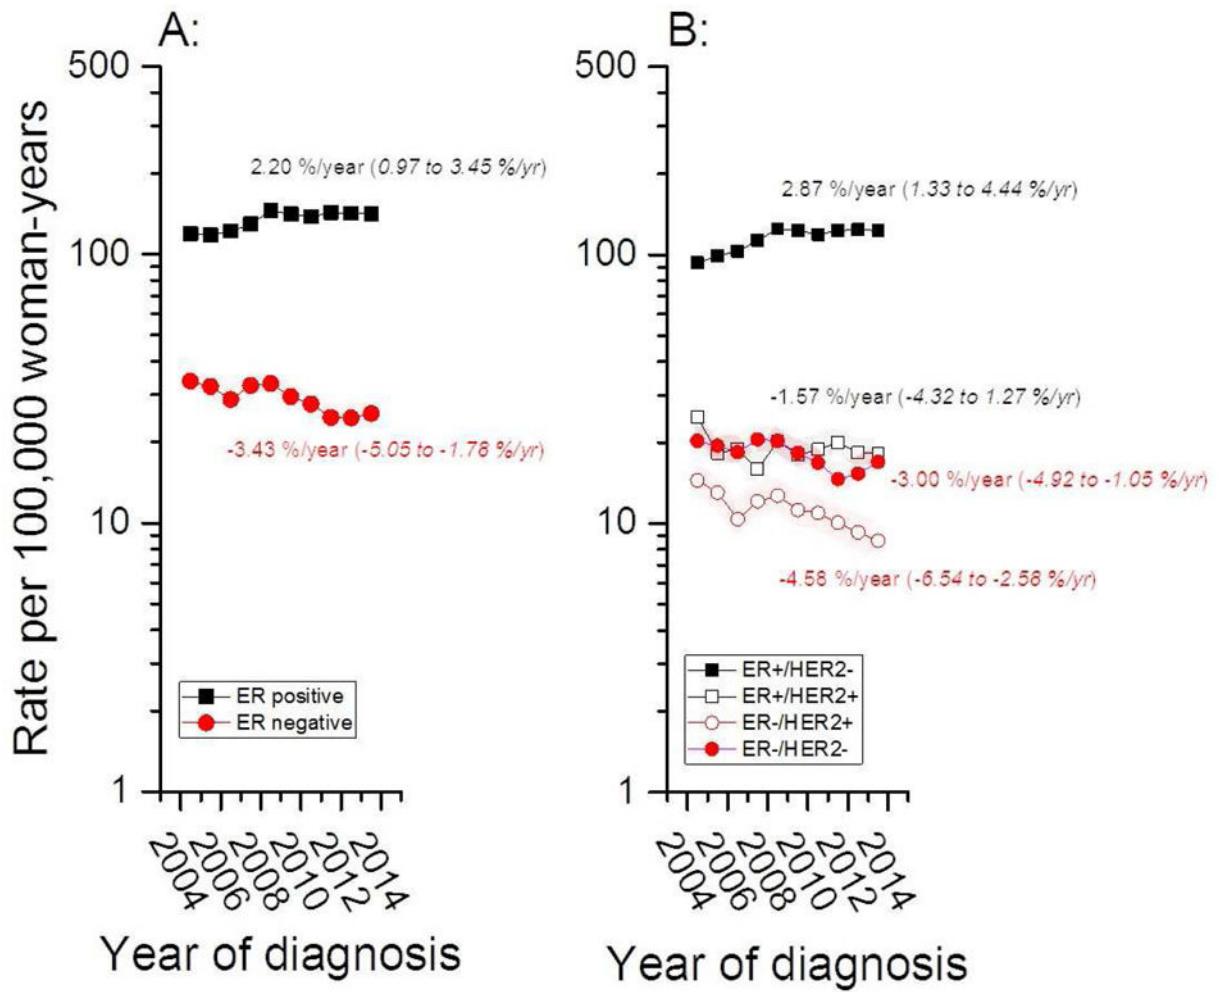 A:
B:
Rate per 100,000 woman-years
500
100
10
1
2.20 %/year (0.97 to 3.45 %/yr)
-3.43 %/year (-5.05 to -1.78 %/yr)
ER positive
ER negative
2004
2006
2008
2010
2012
2014
Year of diagnosis
500
100
10
1
2.87 %/year (1.33 to 4.44 %/yr)
-1.57 %/year (-4.32 to 1.27 %/yr)
-3.00 %/year (-4.92 to -1.05 %/yr)
-4.58 %/year (-6.54 to -2.58 %/yr)
ER+/HER2-
ER+/HER2+
ER-/HER2+
ER-/HER2-
2004
2006
2008
2010
2012
2014
Year of diagnosis